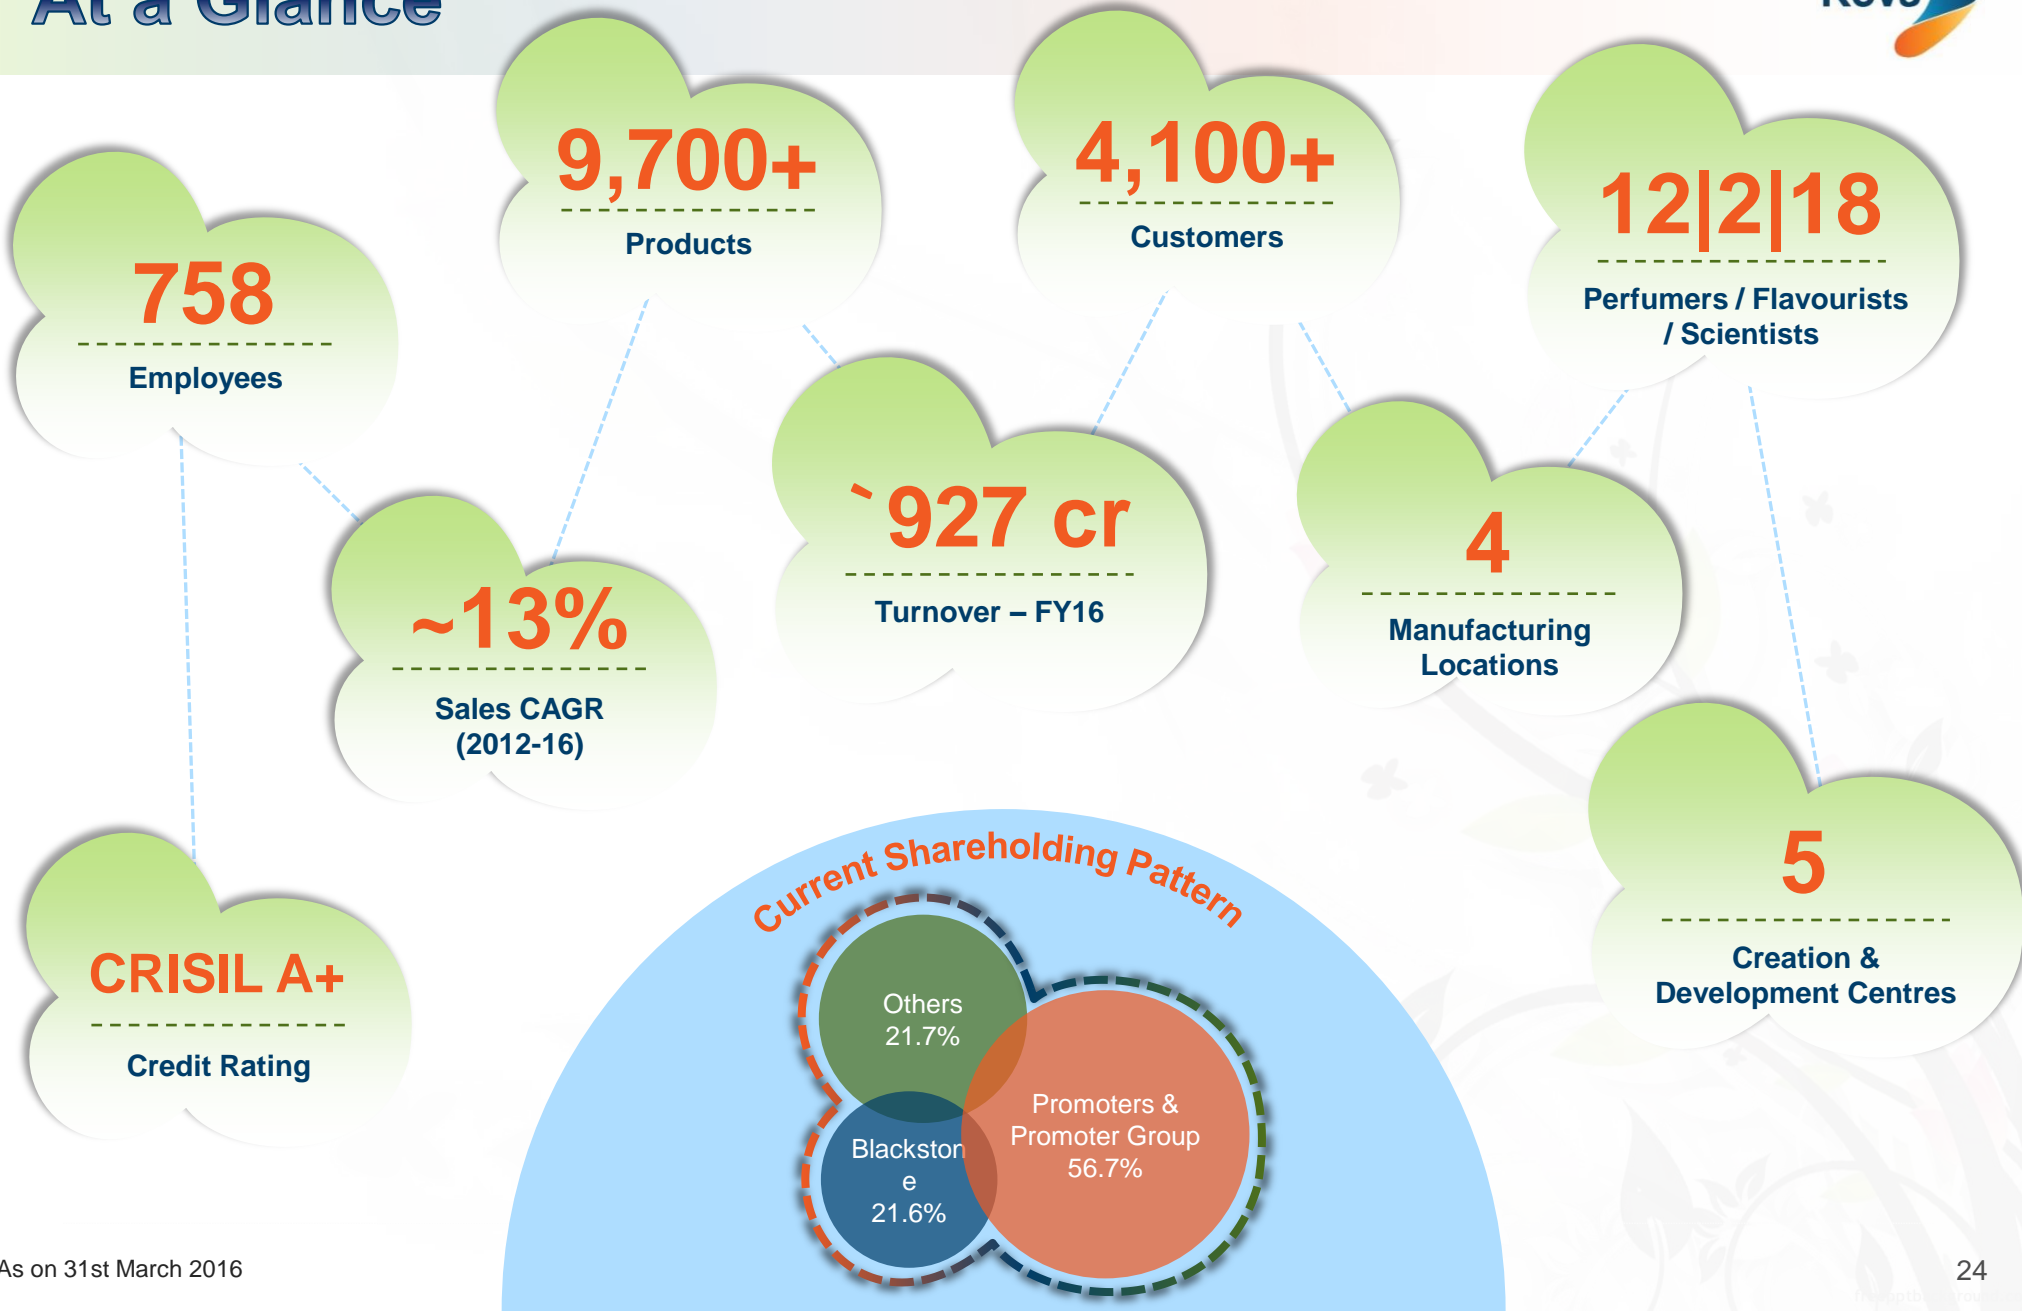 At a Glance
9,700+
Products
4,100+
Customers
12|2|18
Perfumers / Flavourists
/ Scientists
758
Employees
~13%
Sales CAGR
(2012-16)
`927 cr
Turnover – FY16
4
Manufacturing
Locations
5
Creation &
Development Centres
CRISIL A+
Credit Rating
Current Shareholding Pattern
Others
21.7%
Blackston
e
21.6%
Promoters &
Promoter Group
56.7%
As on 31st March 2016
24